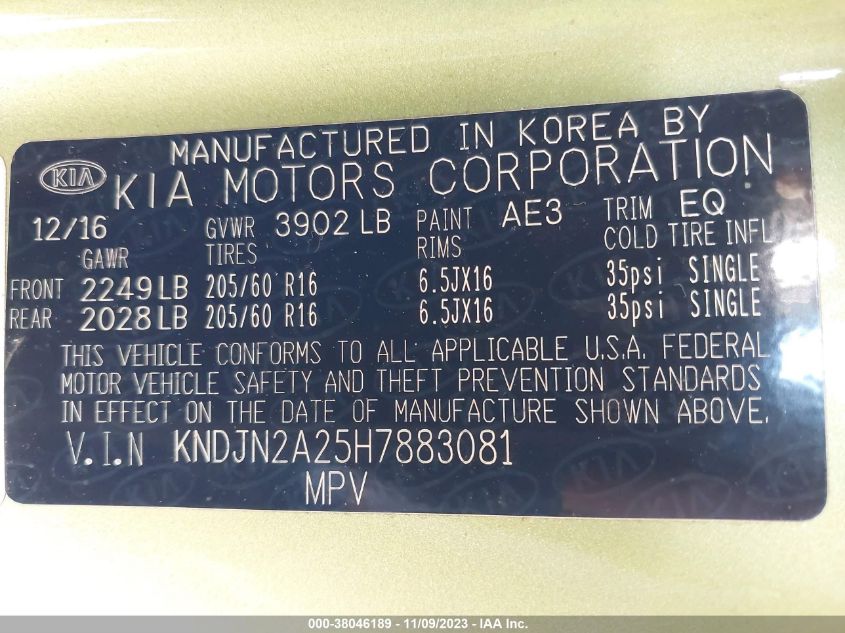 MANUFACTURED IN KOREA BY
KIA KIA MOTORS CORPORATION
12/16 GVWR 3902 LB PAINT AE3 TRIM EQ
GAWR TIRES RIMS COLD TIRE INFL
FRONT 2249 LB 205/60 R16 6.5JX16 35psi SINGLE
REAR 2028 LB 205/60 R16 6.5JX16 35psi SINGLE
THIS VEHICLE CONFORMS TO ALL APPLICABLE U.S.A. FEDERAL
MOTOR VEHICLE SAFETY AND THEFT PREVENTION STANDARDS
IN EFFECT ON THE DATE OF MANUFACTURE SHOWN ABOVE.
V.I.N KNDJN2A25H7883081
MPV
000-38046189 - 11/09/2023 - IAA Inc.